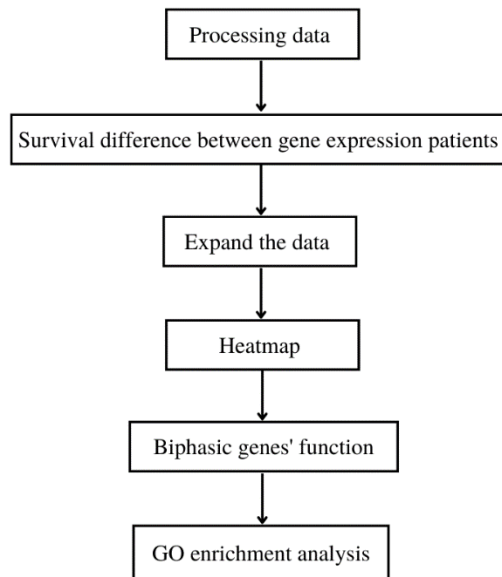 Processing data
Survival difference between gene expression patients
Expand the data
Heatmap
Biphasic genes' function
GO enrichment analysis